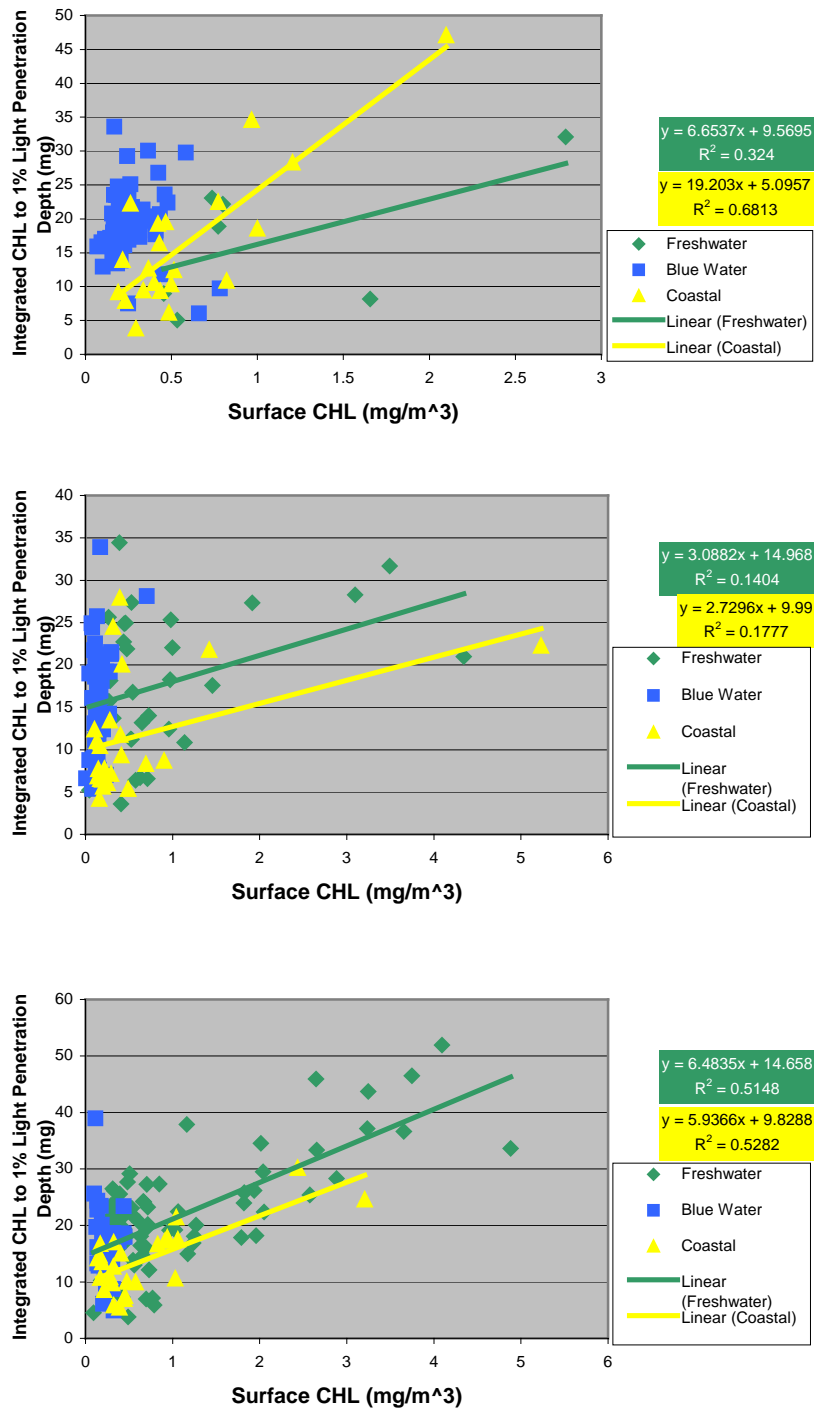 50
45
40
35
30
25
20
15
10
5
0
0
0.5
1
1.5
2
2.5
3
Integrated CHL to 1% Light Penetration
Depth (mg)
Surface CHL (mg/m^3)
y = 6.6537x + 9.5695
R² = 0.324
y = 19.203x + 5.0957
R² = 0.6813
Freshwater
Blue Water
Coastal
Linear (Freshwater)
Linear (Coastal)
40
35
30
25
20
15
10
5
0
0
1
2
3
4
5
6
Integrated CHL to 1% Light Penetration
Depth (mg)
Surface CHL (mg/m^3)
y = 3.0882x + 14.968
R² = 0.1404
y = 2.7296x + 9.99
R² = 0.1777
Freshwater
Blue Water
Coastal
Linear
(Freshwater)
Linear (Coastal)
60
50
40
30
20
10
0
0
1
2
3
4
5
6
Integrated CHL to 1% Light Penetration
Depth (mg)
Surface CHL (mg/m^3)
y = 6.4835x + 14.658
R² = 0.5148
y = 5.9366x + 9.8288
R² = 0.5282
Freshwater
Blue Water
Coastal
Linear
(Freshwater)
Linear (Coastal)